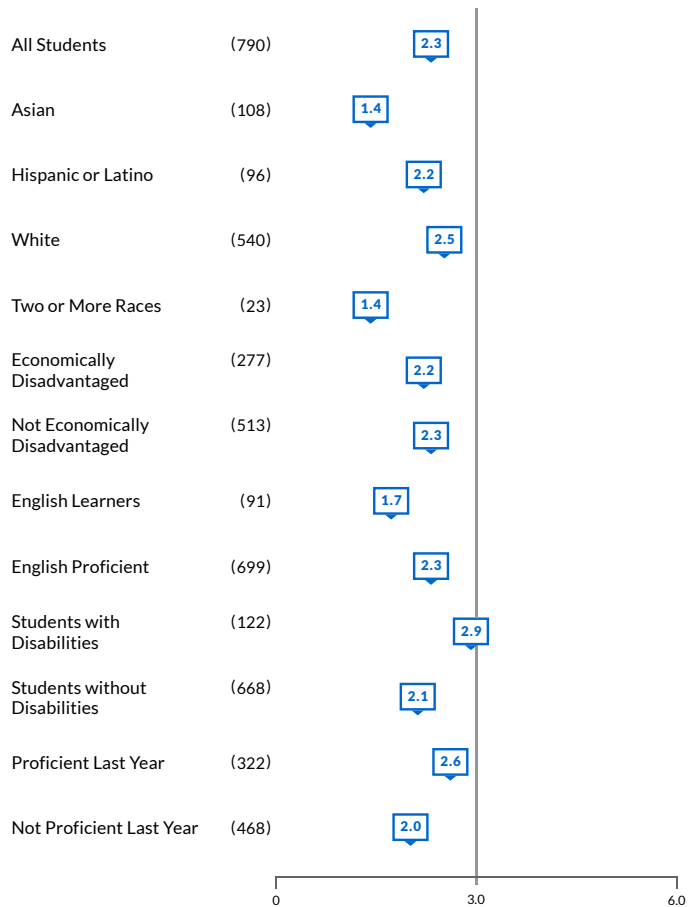 All Students (790) 2.3
Asian (108) 1.4
Hispanic or Latino (96) 2.2
White (540) 2.5
Two or More Races (23) 1.4
Economically (277)
Disadvantaged 2.2
Not Economically (513)
Disadvantaged 2.3
English Learners (91) 1.7
English Proficient (699) 2.3
Students with (122)
Disabilities 2.9
Students without (668)
Disabilities 2.1
Proficient Last Year (322) 2.6
Not Proficient Last Year (468) 2.0
0 3.0 6.0